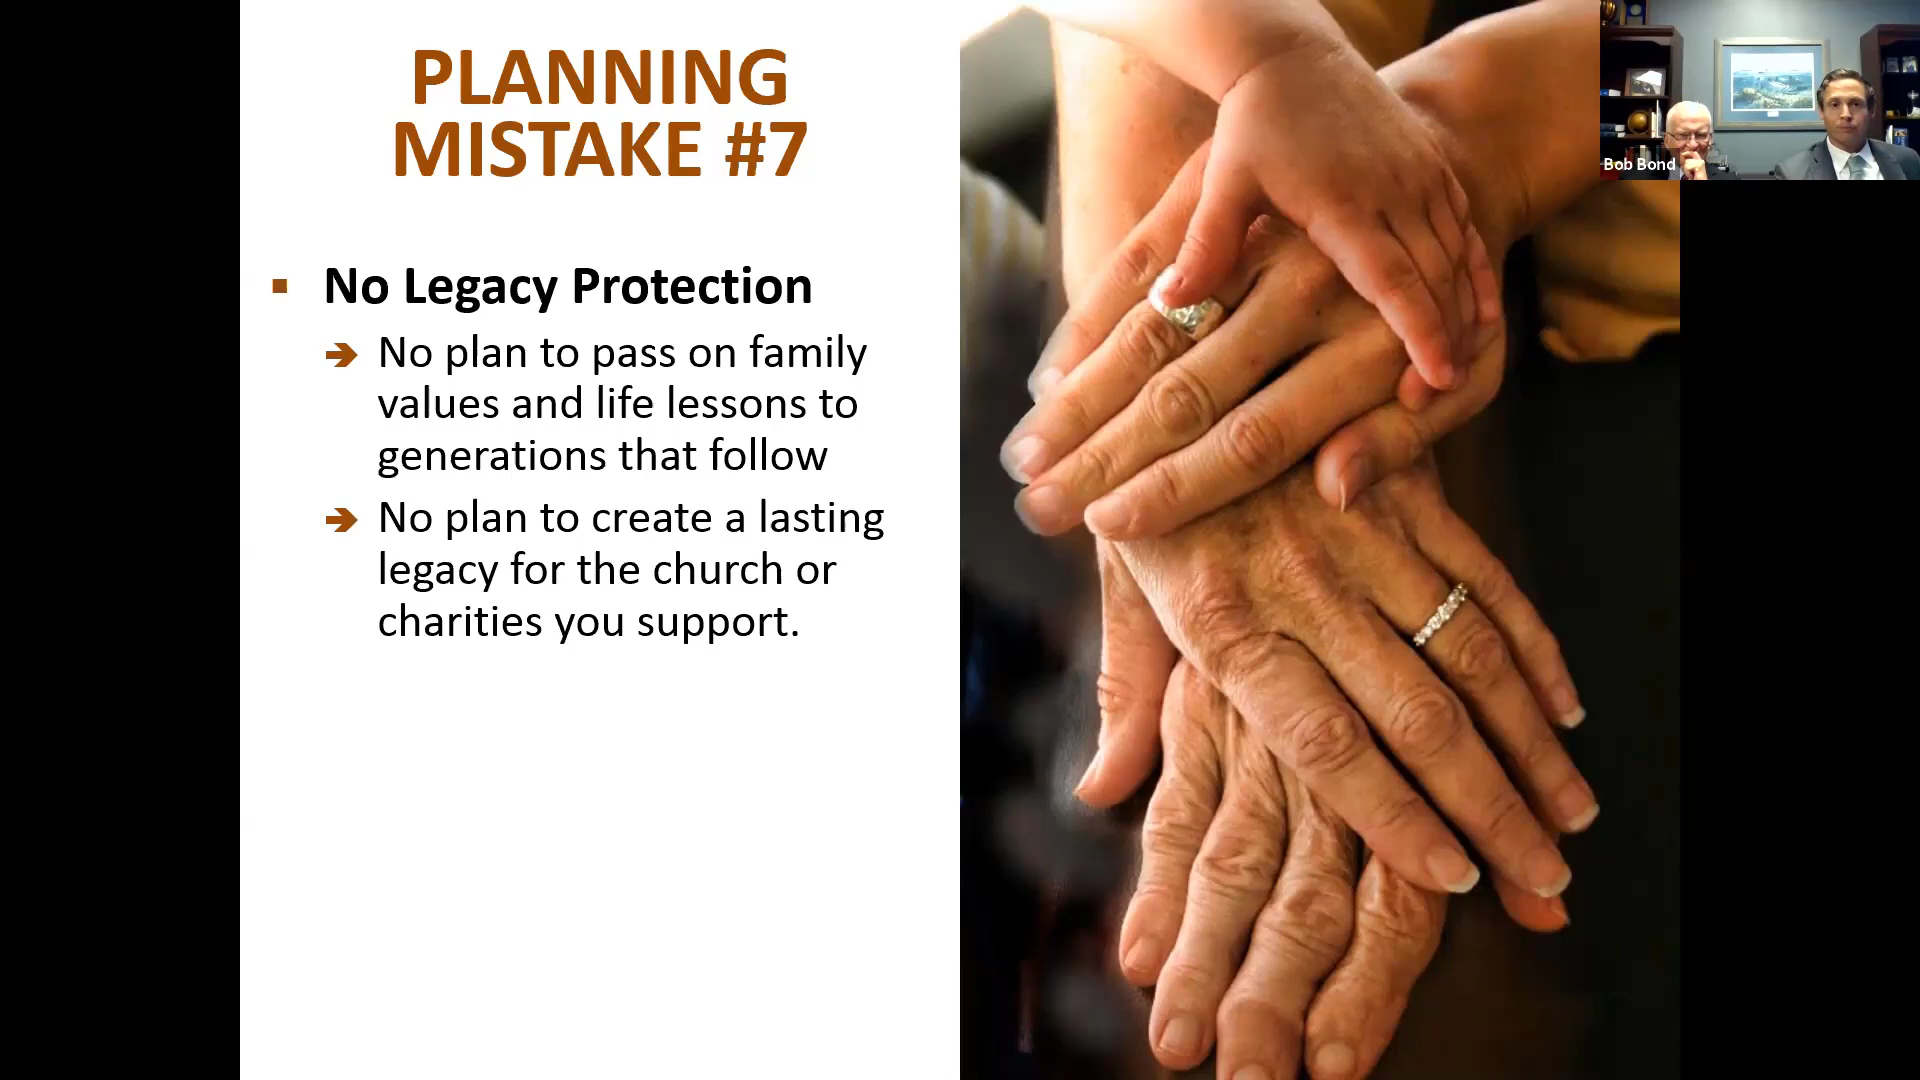 PLANNING
MISTAKE #7
▪ No Legacy Protection
➔ No plan to pass on family
values and life lessons to
generations that follow
➔ No plan to create a lasting
legacy for the church or
charities you support.
Bob Bond